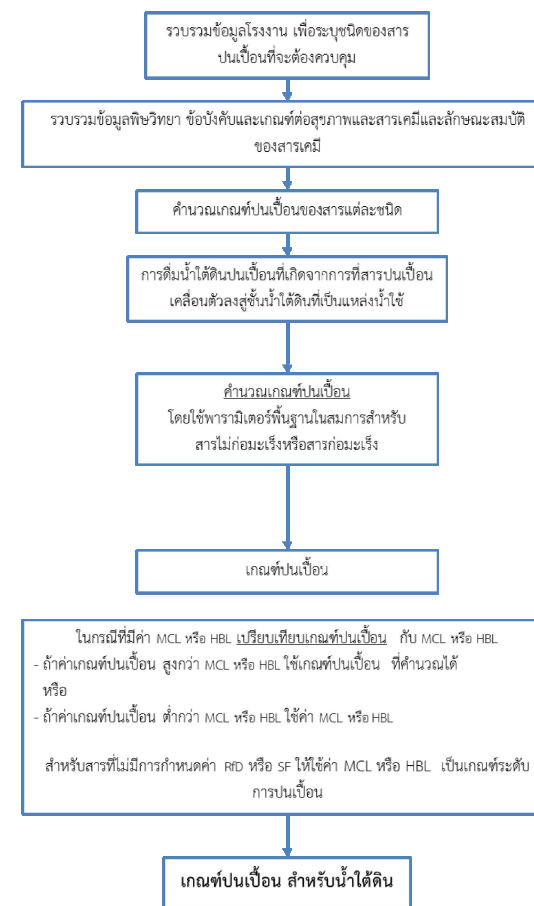 รวบรวมข้อมูลโรงงาน เพื่อระบุชนิดของสาร
ปนเปื้อนที่จะต้องควบคุม
รวบรวมข้อมูลพิษวิทยา ข้อบังคับและเกณฑ์ต่อสุขภาพและสารเคมีและลักษณะสมบัติ
ของสารเคมี
คำนวณเกณฑ์ปนเปื้อนของสารแต่ละชนิด
การดื่มน้ำใต้ดินปนเปื้อนที่เกิดจากการที่สารปนเปื้อน
เคลื่อนตัวลงสู่ชั้นน้ำใต้ดินที่เป็นแหล่งน้ำใช้
คำนวณเกณฑ์ปนเปื้อน
โดยใช้พารามิเตอร์พื้นฐานในสมการสำหรับ
สารไม่ก่อมะเร็งหรือสารก่อมะเร็ง
เกณฑ์ปนเปื้อน
ในกรณีที่มีค่า MCL หรือ HBL เปรียบเทียบเกณฑ์ปนเปื้อน กับ MCL หรือ HBL
- ถ้าค่าเกณฑ์ปนเปื้อน สูงกว่า MCL หรือ HBL ใช้เกณฑ์ปนเปื้อน ที่คำนวณได้
หรือ
- ถ้าค่าเกณฑ์ปนเปื้อน ต่ำกว่า MCL หรือ HBL ใช้ค่า MCL หรือ HBL
สำหรับสารที่ไม่มีการกำหนดค่า RfD หรือ SF ให้ใช้ค่า MCL หรือ HBL เป็นเกณฑ์ระดับ
การปนเปื้อน
เกณฑ์ปนเปื้อน สำหรับน้ำใต้ดิน